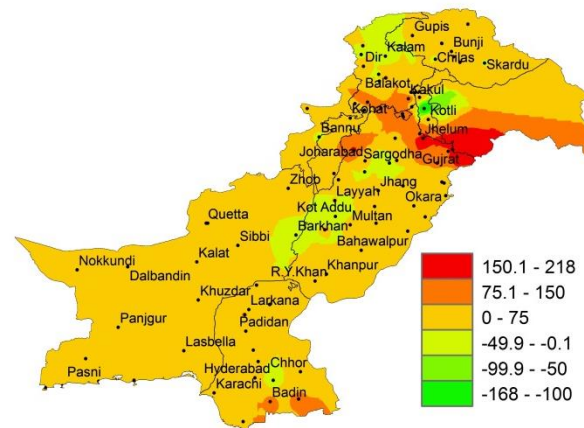 Gupis
Kalam
Bunji
Dir
Chilas
Skardu
Balakot
Kakul
Kohat
Kotli
Bannu
Jhelum
Joharabad
Sargodha
Gujrat
Zhob
Jhang
Layyah
Okara
Kot Addu
Quetta
Multan
Barkhan
Sibbi
Bahawalpur
Nokkundi
Kalat
Dalbandin
R.Y.Khan
Khanpur
Khuzdar
Larkana
Panjgur
Padidan
Lasbella
Pasni
Hyderabad
Chhor
Karachi
Badin
150.1 - 218
75.1 - 150
0 - 75
-49.9 - -0.1
-99.9 - -50
-168 - -100